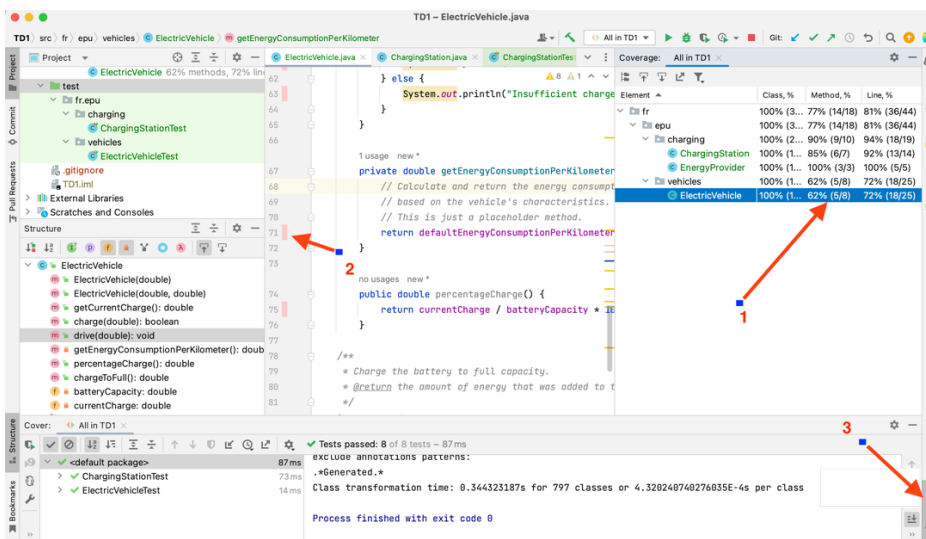 TD1 – ElectricVehicle.java
TD1 src fr epu vehicles ElectricVehicle getEnergyConsumptionPerKilometer
All in TD1
Git:
Project
ElectricVehicle.java
ChargingStation.java
ChargingStationTes
Coverage: All in TD1
ElectricVehicle 62% methods, 72% lin
test
fr.epu
charging
ChargingStationTest
vehicles
ElectricVehicleTest
.gitignore
TD1.iml
External Libraries
Scratches and Consoles
Project
Commit
Pull Requests
Structure
ElectricVehicle
ElectricVehicle(double)
ElectricVehicle(double, double)
getCurrentCharge(): double
charge(double): boolean
drive(double): void
getEnergyConsumptionPerKilometer(): doub
percentageCharge(): double
chargeToFull(): double
batteryCapacity: double
currentCharge: double
8 1
62 } else {
63 System.out.println("Insufficient charge
64 }
65 }
66
1 usage new *
67 private double getEnergyConsumptionPerKilometer
68 // Calculate and return the energy consumpt
69 // based on the vehicle's characteristics.
70 // This is just a placeholder method.
71 return defaultEnergyConsumptionPerKilometer
72 }
73
no usages new *
74 public double percentageCharge() {
75 return currentCharge / batteryCapacity * 10
76 }
77
78 /**
79 * Charge the battery to full capacity.
80 * @return the amount of energy that was added to t
81 */
Element Class, % Method, % Line, %
fr 100% (3... 77% (14/18) 81% (36/44)
epu 100% (3... 77% (14/18) 81% (36/44)
charging 100% (2... 90% (9/10) 94% (18/19)
ChargingStation 100% (1... 85% (6/7) 92% (13/14)
EnergyProvider 100% (1... 100% (3/3) 100% (5/5)
vehicles 100% (1... 62% (5/8) 72% (18/25)
ElectricVehicle 100% (1... 62% (5/8) 72% (18/25)
2
1
3
Structure
Bookmarks
Cover: All in TD1
Tests passed: 8 of 8 tests – 87 ms
<default package> 87 ms
ChargingStationTest 73 ms
ElectricVehicleTest 14 ms
exclude annotations patterns:
.*Generated.*
Class transformation time: 0.344323187s for 797 classes or 4.320240740276035E-4s per class
Process finished with exit code 0